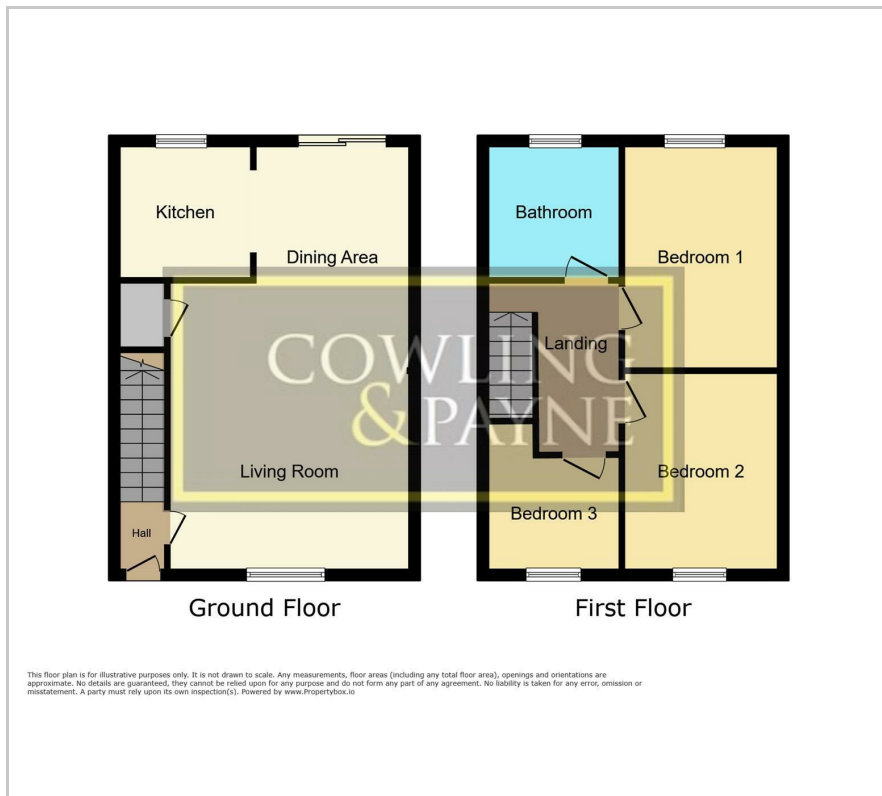 Kitchen
Dining Area
Living Room
Hall
Ground Floor
Bathroom
Bedroom 1
Landing
Bedroom 2
Bedroom 3
First Floor
COWLING
&PAYNE
This floor plan is for illustrative purposes only. It is not drawn to scale. Any measurements, floor areas (including any total floor area), openings and orientations are
approximate. No details are guaranteed, they cannot be relied upon for any purpose and do not form any part of any agreement. No liability is taken for any error, omission or
misstatement. A party must rely upon its own inspection(s). Powered by www.Propertybox.io